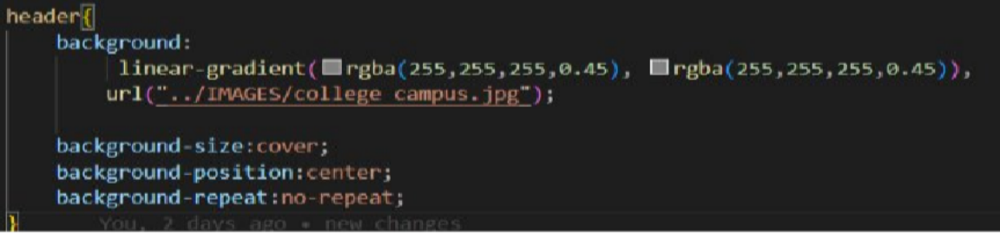 header{
background:
linear-gradient(rgba(255,255,255,0.45), rgba(255,255,255,0.45)),
url("../IMAGES/college campus.jpg");
background-size:cover;
background-position:center;
background-repeat:no-repeat;
} You, 2 days ago • new changes